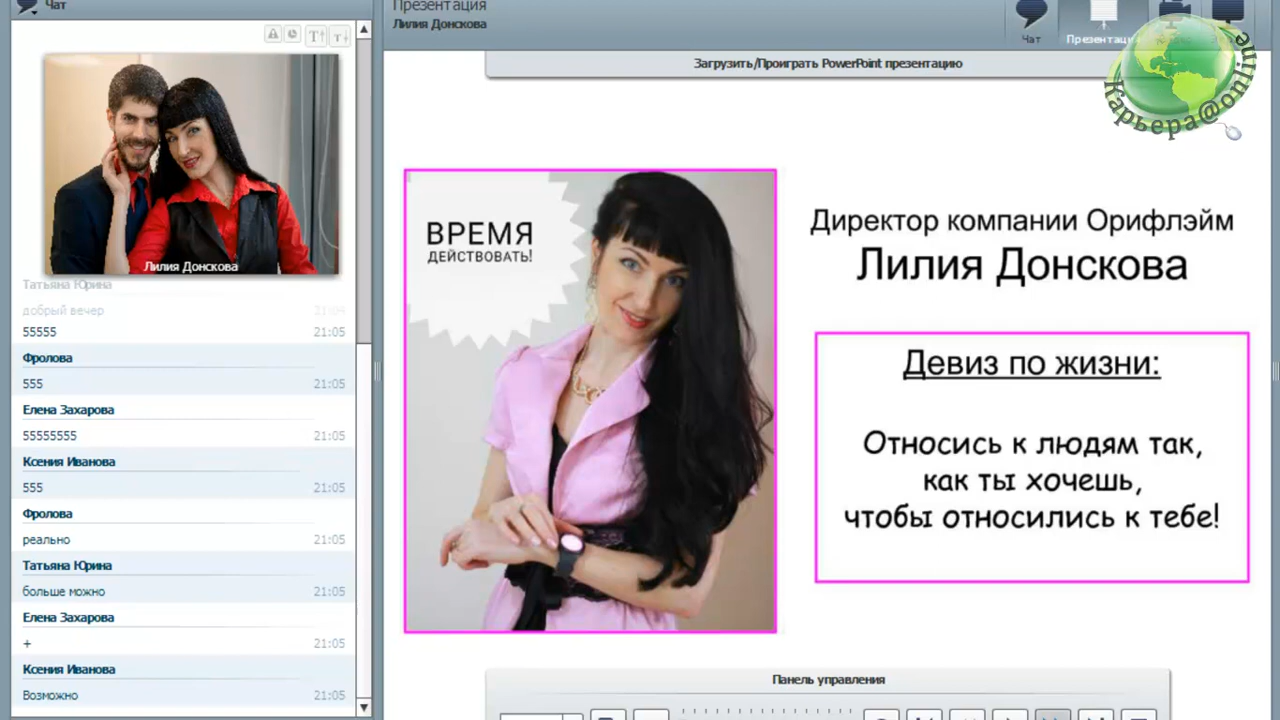 Чат
Лилия Донскова
Татьяна Юрина
добрый вечер 21:04
55555 21:05
Фролова
555 21:05
Елена Захарова
55555555 21:05
Ксения Иванова
555 21:05
Фролова
реально 21:05
Татьяна Юрина
больше можно 21:05
Елена Захарова
+ 21:05
Ксения Иванова
Возможно 21:05
Презентация
Лилия Донскова
Чат
Презентаци
Карьера@online
Загрузить/Проиграть PowerPoint презентацию
ВРЕМЯ
ДЕЙСТВОВАТЬ!
Директор компании Орифлэйм
Лилия Донскова
Девиз по жизни:
Относись к людям так,
как ты хочешь,
чтобы относились к тебе!
Панель управления